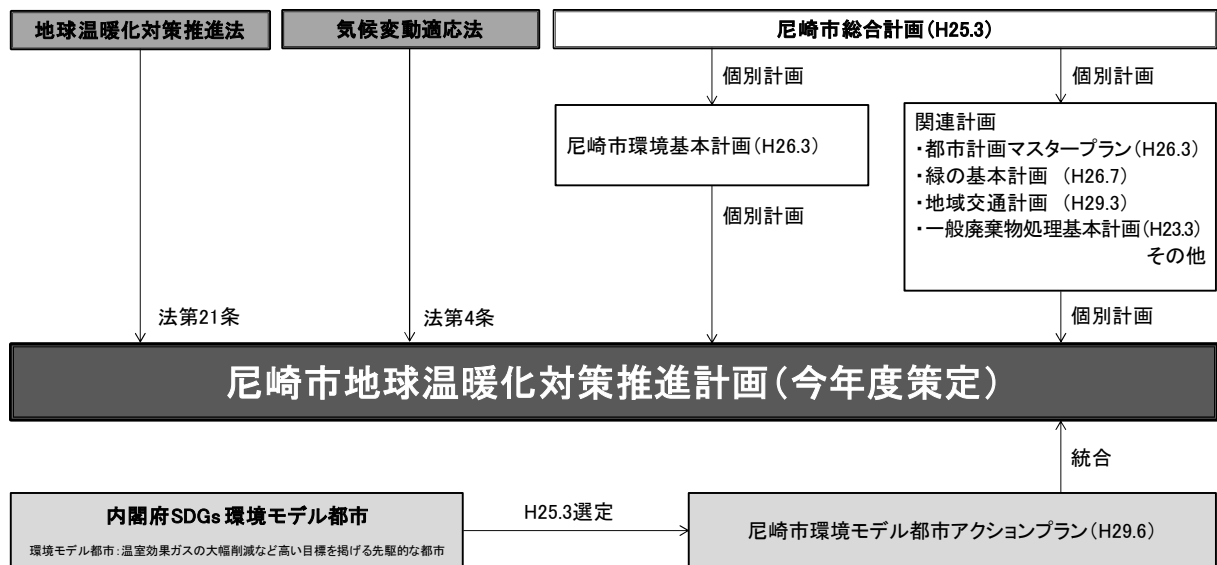 地球温暖化対策推進法
気候変動適応法
尼崎市総合計画(H25.3)
個別計画
個別計画
尼崎市環境基本計画(H26.3)
関連計画
・都市計画マスタープラン(H26.3)
・緑の基本計画 (H26.7)
・地域交通計画 (H29.3)
・一般廃棄物処理基本計画(H23.3)
その他
個別計画
法第21条
法第4条
個別計画
尼崎市地球温暖化対策推進計画(今年度策定)
統合
内閣府SDGs環境モデル都市
環境モデル都市:温室効果ガスの大幅削減など高い目標を掲げる先駆的な都市
H25.3選定
尼崎市環境モデル都市アクションプラン(H29.6)